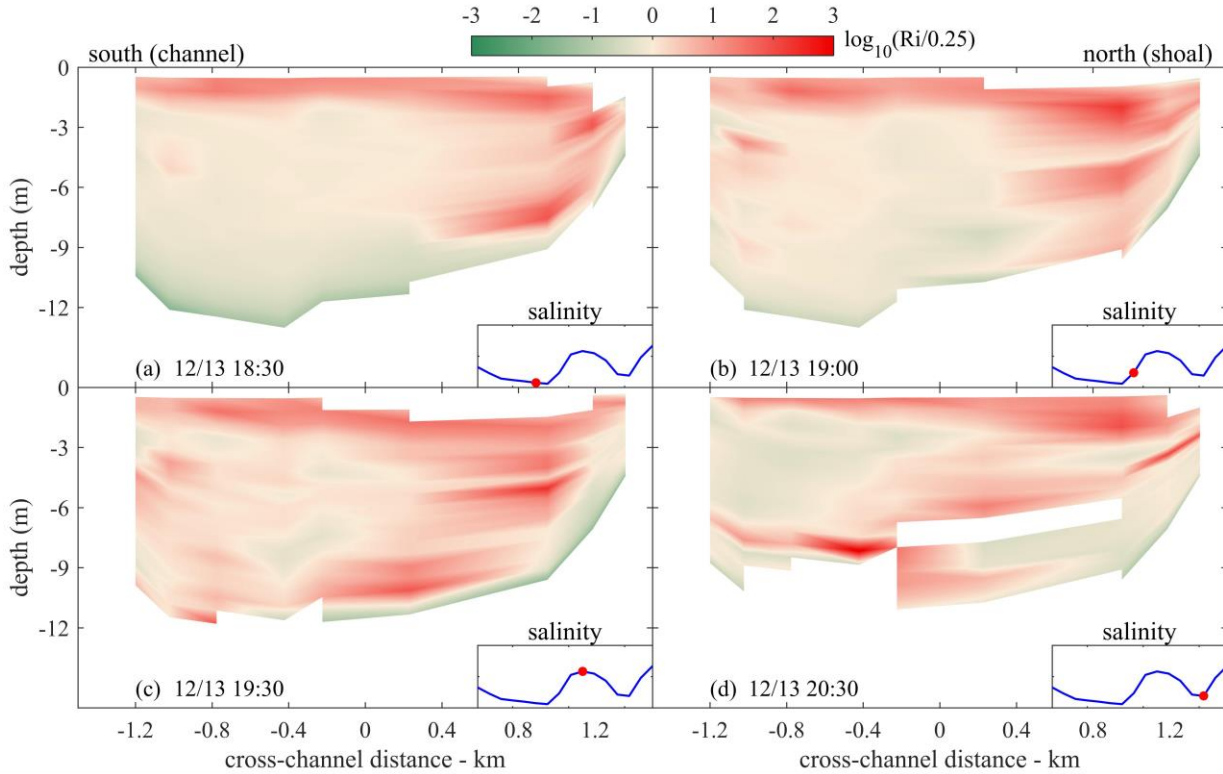 -3 -2 -1 0 1 2 3
log10(Ri/0.25)
south (channel)
north (shoal)
0
-3
-6
-9
-12
depth (m)
salinity
(a) 12/13 18:30
salinity
(b) 12/13 19:00
0
-3
-6
-9
-12
depth (m)
salinity
(c) 12/13 19:30
salinity
(d) 12/13 20:30
-1.2 -0.8 -0.4 0 0.4 0.8 1.2
cross-channel distance - km
-1.2 -0.8 -0.4 0 0.4 0.8 1.2
cross-channel distance - km